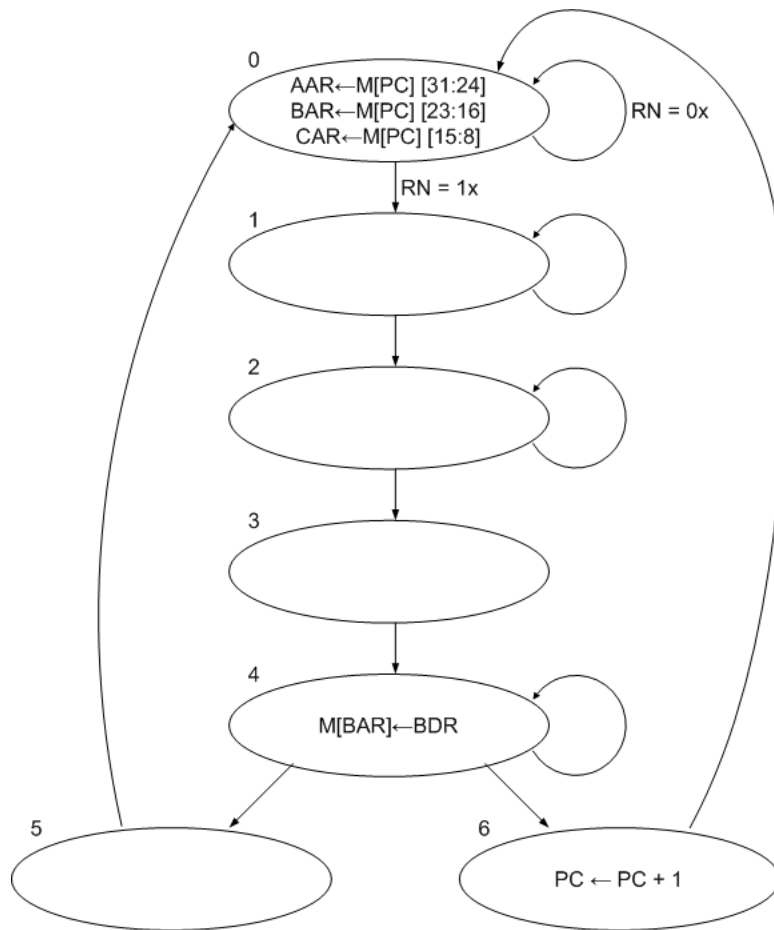 0
AAR←M[PC] [31:24]
BAR←M[PC] [23:16]
CAR←M[PC] [15:8]
RN = 0x
RN = 1x
1
2
3
4
M[BAR]←BDR
5
6
PC ← PC + 1